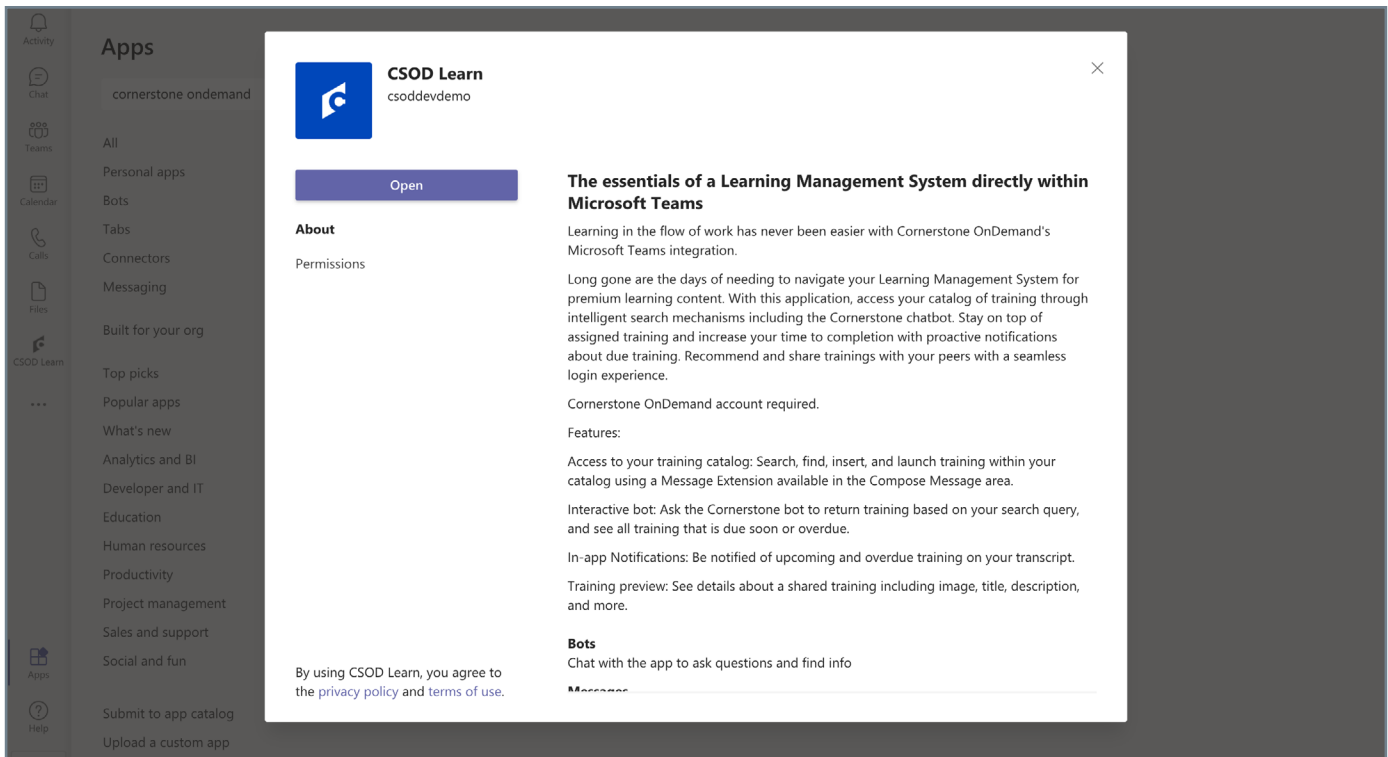 Activity
Chat
Teams
Calendar
Calls
Files
CSOD Learn
Apps
Help
Apps
cornerstone ondemand
All
Personal apps
Bots
Tabs
Connectors
Messaging
Built for your org
Top picks
Popular apps
What's new
Analytics and BI
Developer and IT
Education
Human resources
Productivity
Project management
Sales and support
Social and fun
Submit to app catalog
Upload a custom app
CSOD Learn
csoddevdemo
Open
About
Permissions
By using CSOD Learn, you agree to
the privacy policy and terms of use.
The essentials of a Learning Management System directly within
Microsoft Teams
Learning in the flow of work has never been easier with Cornerstone OnDemand's
Microsoft Teams integration.
Long gone are the days of needing to navigate your Learning Management System for
premium learning content. With this application, access your catalog of training through
intelligent search mechanisms including the Cornerstone chatbot. Stay on top of
assigned training and increase your time to completion with proactive notifications
about due training. Recommend and share trainings with your peers with a seamless
login experience.
Cornerstone OnDemand account required.
Features:
Access to your training catalog: Search, find, insert, and launch training within your
catalog using a Message Extension available in the Compose Message area.
Interactive bot: Ask the Cornerstone bot to return training based on your search query,
and see all training that is due soon or overdue.
In-app Notifications: Be notified of upcoming and overdue training on your transcript.
Training preview: See details about a shared training including image, title, description,
and more.
Bots
Chat with the app to ask questions and find info
Messages